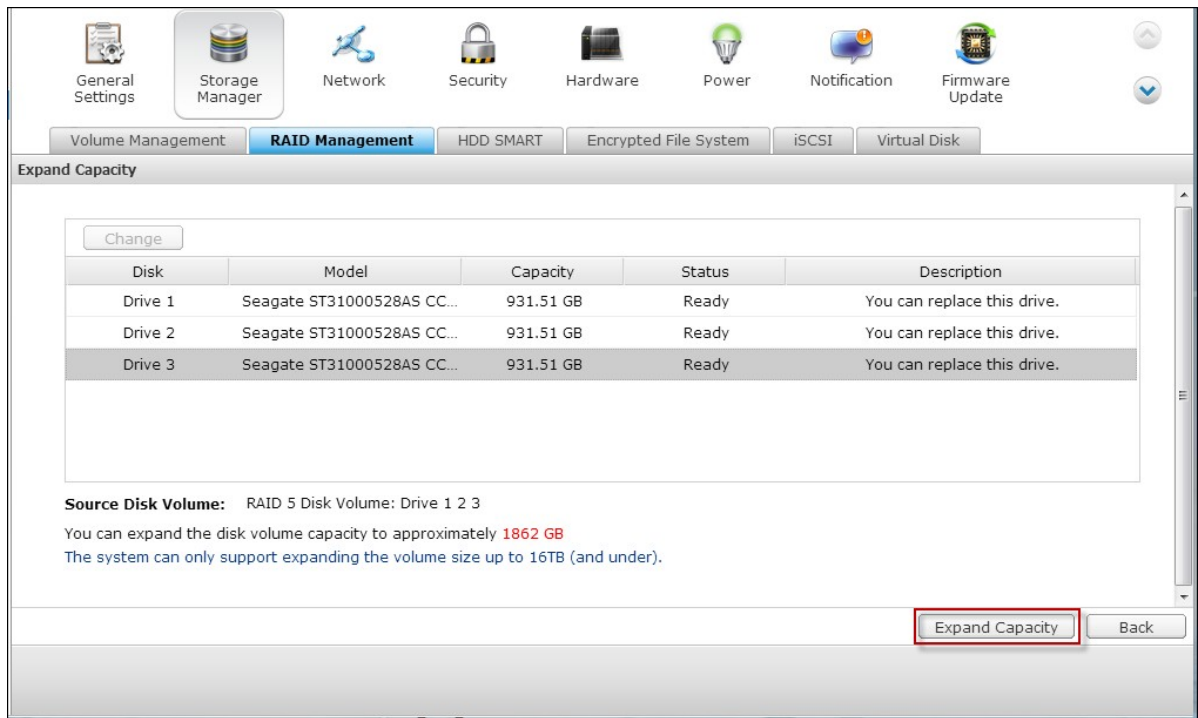 General Settings
Storage Manager
Network
Security
Hardware
Power
Notification
Firmware Update
Volume Management RAID Management HDD SMART Encrypted File System iSCSI Virtual Disk
Expand Capacity
Change
Disk Model Capacity Status Description
Drive 1 Seagate ST31000528AS CC... 931.51 GB Ready You can replace this drive.
Drive 2 Seagate ST31000528AS CC... 931.51 GB Ready You can replace this drive.
Drive 3 Seagate ST31000528AS CC... 931.51 GB Ready You can replace this drive.
Source Disk Volume: RAID 5 Disk Volume: Drive 1 2 3
You can expand the disk volume capacity to approximately 1862 GB
The system can only support expanding the volume size up to 16TB (and under).
Expand Capacity Back